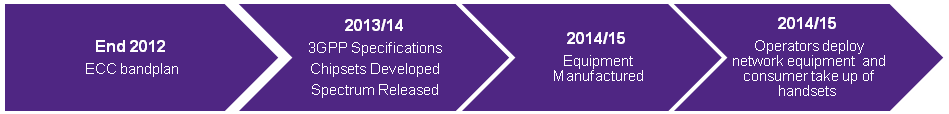 End 2012
ECC bandplan
2013/14
3GPP Specifications
Chipsets Developed
Spectrum Released
2014/15
Equipment
Manufactured
2014/15
Operators deploy
network equipment and
consumer take up of
handsets